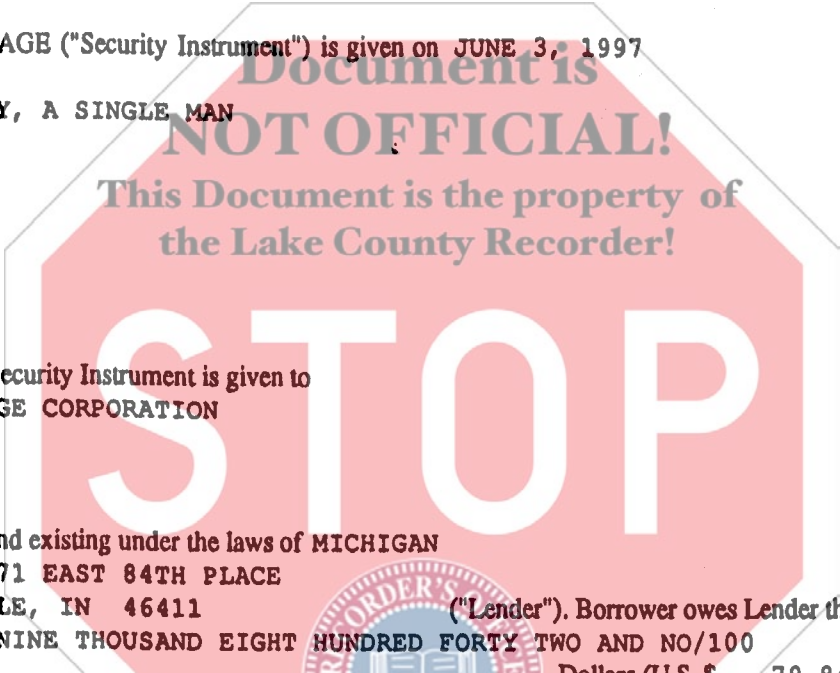 AGE ("Security Instrument") is given on JUNE 3, 1997
Document is
Y, A SINGLE MAN
NOT OFFICIAL!
This Document is the property of
the Lake County Recorder!
STOP
ecurity Instrument is given to
GE CORPORATION
nd existing under the laws of MICHIGAN
71 EAST 84TH PLACE
LE, IN 46411 ("Lender"). Borrower owes Lender th
NINE THOUSAND EIGHT HUNDRED FORTY TWO AND NO/100
RECORDER'S
Dollars (U.S. $